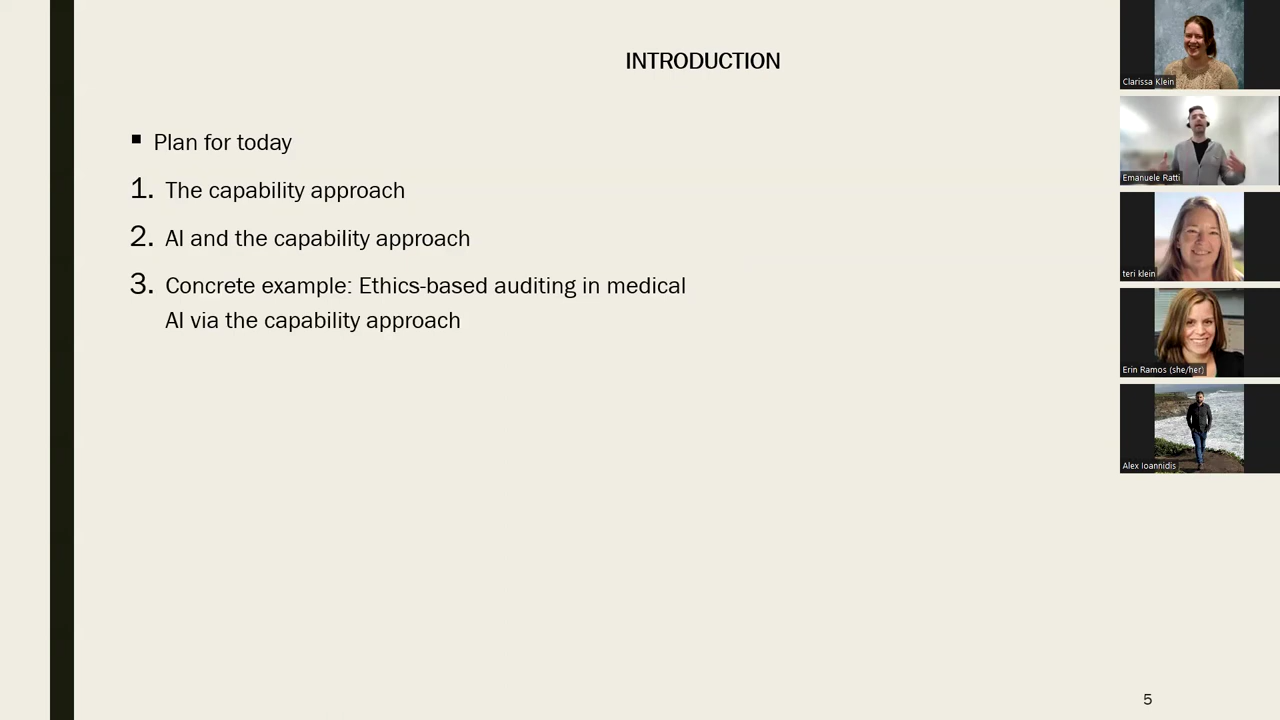 INTRODUCTION
▪ Plan for today
1. The capability approach
2. AI and the capability approach
3. Concrete example: Ethics-based auditing in medical
AI via the capability approach
Clarissa Klein
Emanuele Ratti
teri klein
Erin Ramos (she/her)
Alex Ioannidis
5